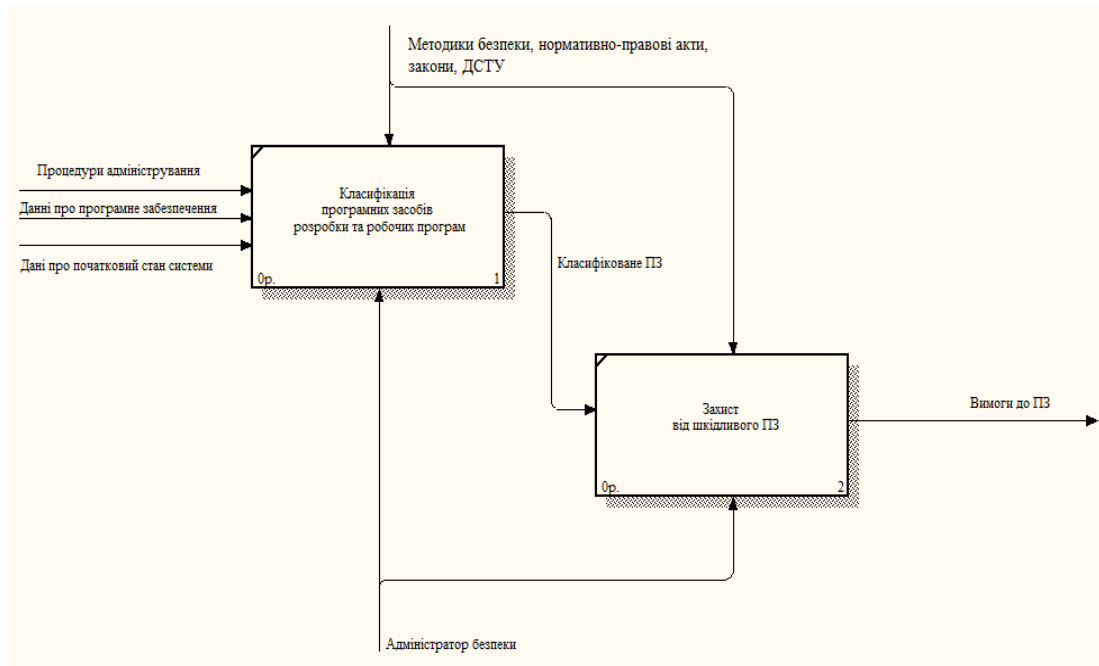 Методики безпеки, нормативно-правові акти,
закони, ДСТУ
Процедури адміністрування
Данні про програмне забезпечення
Дані про початковий стан системи
Класифікація
програмних засобів
розробки та робочих програм
0р.
1
Класифіковане ПЗ
Захист
від шкідливого ПЗ
0р.
2
Вимоги до ПЗ
Адміністратор безпеки